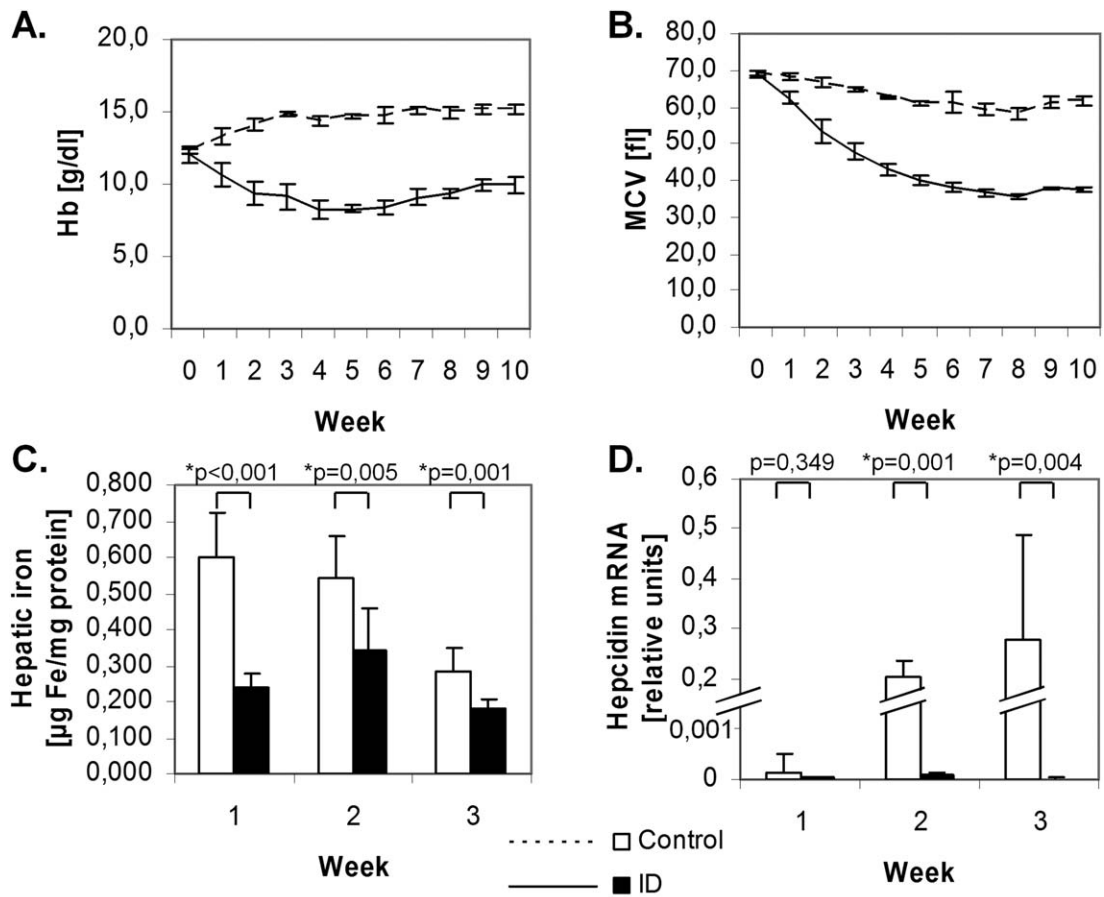 A.
Hb [g/dl]
20,0
15,0
10,0
5,0
0,0
0 1 2 3 4 5 6 7 8 9 10
Week
B.
MCV [fl]
80,0
70,0
60,0
50,0
40,0
30,0
20,0
10,0
0,0
0 1 2 3 4 5 6 7 8 9 10
Week
C.
*p<0,001 *p=0,005 *p=0,001
Hepatic iron
[µg Fe/mg protein]
0,800
0,700
0,600
0,500
0,400
0,300
0,200
0,100
0,000
1 2 3
Week
D.
p=0,349 *p=0,001 *p=0,004
Hepcidin mRNA
[relative units]
0,6
0,5
0,4
0,3
0,2
0,001
0
1 2 3
Week
Control
ID